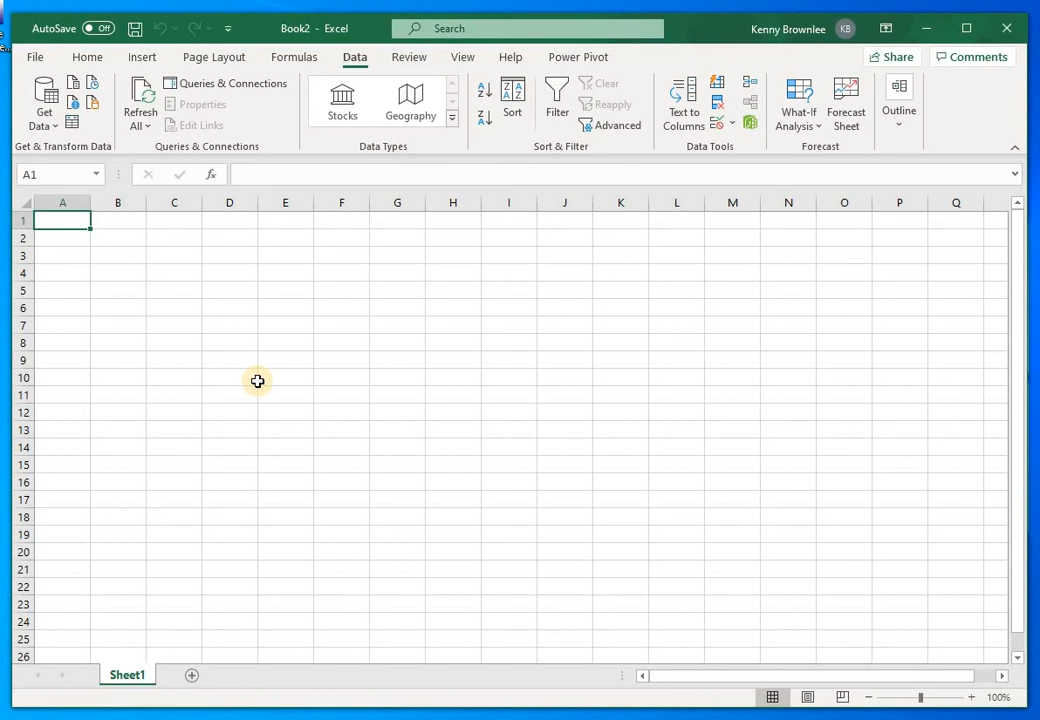 AutoSave Off Book2 - Excel Search Kenny Brownlee KB
File Home Insert Page Layout Formulas Data Review View Help Power Pivot Share Comments
Get Data
Refresh All
Queries & Connections
Properties
Edit Links
Stocks
Geography
Sort
Filter
Clear
Reapply
Advanced
Text to Columns
What-If Analysis
Forecast Sheet
Outline
Get & Transform Data Queries & Connections Data Types Sort & Filter Data Tools Forecast
A1 fx
A B C D E F G H I J K L M N O P Q
1
2
3
4
5
6
7
8
9
10
11
12
13
14
15
16
17
18
19
20
21
22
23
24
25
26
Sheet1
100%